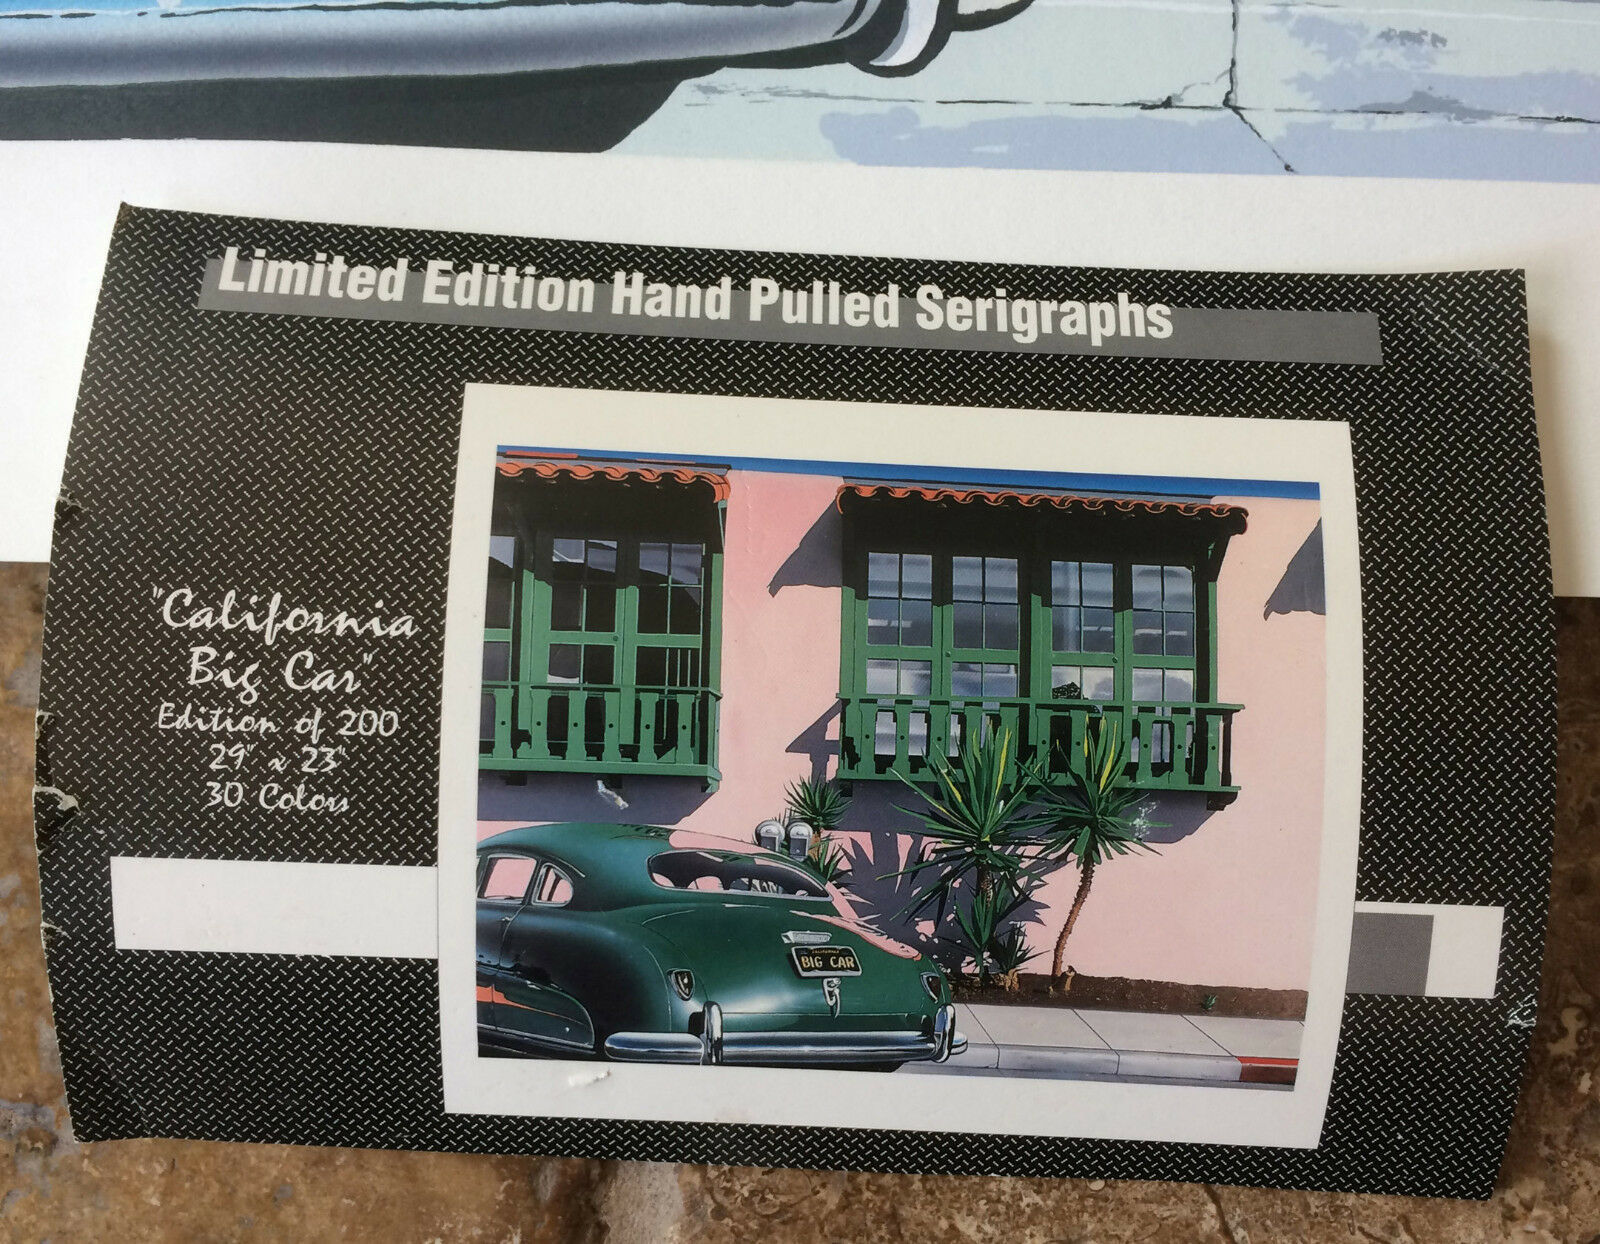 Limited Edition Hand Pulled Serigraphs
"California
Big Car"
Edition of 200
29" x 23"
30 Colors
CALIFORNIA
BIG CAR